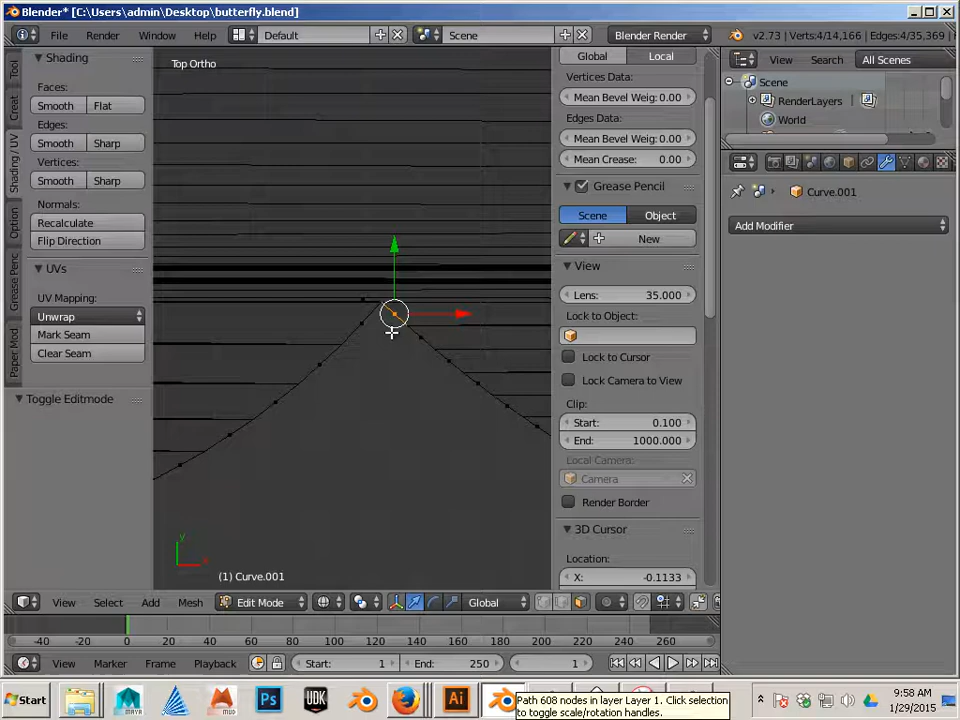 Blender* [C:\Users\admin\Desktop\butterfly.blend]
File Render Window Help Default Scene Blender Render v2.73 | Verts:4/14,166 | Edges:4/35,369 |
Shading
Faces:
Smooth Flat
Edges:
Smooth Sharp
Vertices:
Smooth Sharp
Normals:
Recalculate
Flip Direction
UVs
UV Mapping:
Unwrap
Mark Seam
Clear Seam
Toggle Editmode
Tool
Creat
Shading / UV
Option
Grease Penc
Paper Mod
Top Ortho
(1) Curve.001
y
x
Global Local
Vertices Data:
Mean Bevel Weig: 0.00
Edges Data:
Mean Bevel Weig: 0.00
Mean Crease: 0.00
Grease Pencil
Scene Object
New
View
Lens: 35.000
Lock to Object:
Lock to Cursor
Lock Camera to View
Clip:
Start: 0.100
End: 1000.000
Local Camera:
Camera
Render Border
3D Cursor
Location:
X: -0.1133
View Search All Scenes
Scene
RenderLayers
World
Curve.001
Add Modifier
View Select Add Mesh Edit Mode Global
-40 -20 0 20 40 60 80 100 120 140 160 180 200 220 240 260 280
View Marker Frame Playback Start: 1 End: 250 1
Start
MUD
Ps
UDK
Ai
Path 608 nodes in layer Layer 1. Click selection
to toggle scale/rotation handles.
9:58 AM
1/29/2015